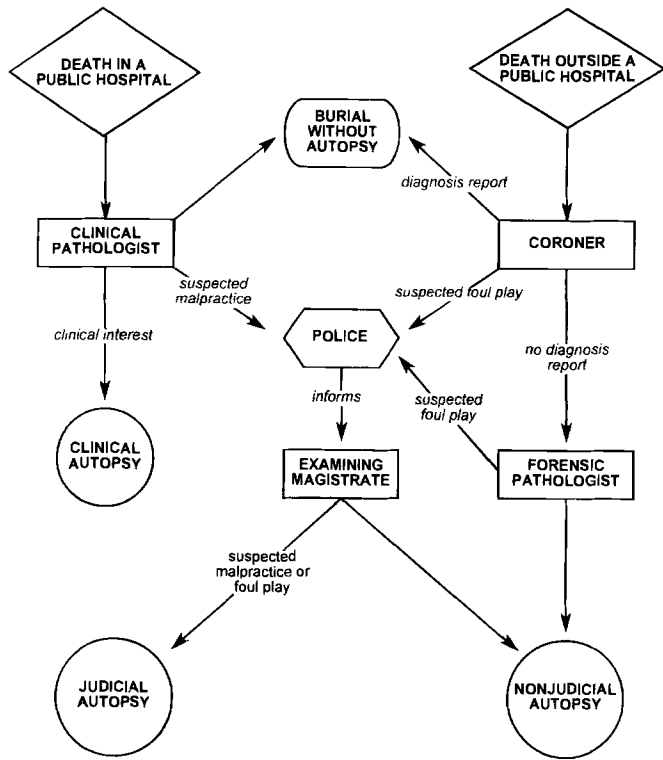 DEATH IN A
PUBLIC HOSPITAL
DEATH OUTSIDE A
PUBLIC HOSPITAL
BURIAL
WITHOUT
AUTOPSY
diagnosis report
CLINICAL
PATHOLOGIST
CORONER
suspected
malpractice
suspected foul play
clinical interest
POLICE
no diagnosis
report
informs
suspected
foul play
CLINICAL
AUTOPSY
EXAMINING
MAGISTRATE
FORENSIC
PATHOLOGIST
suspected
malpractice or
foul play
JUDICIAL
AUTOPSY
NONJUDICIAL
AUTOPSY